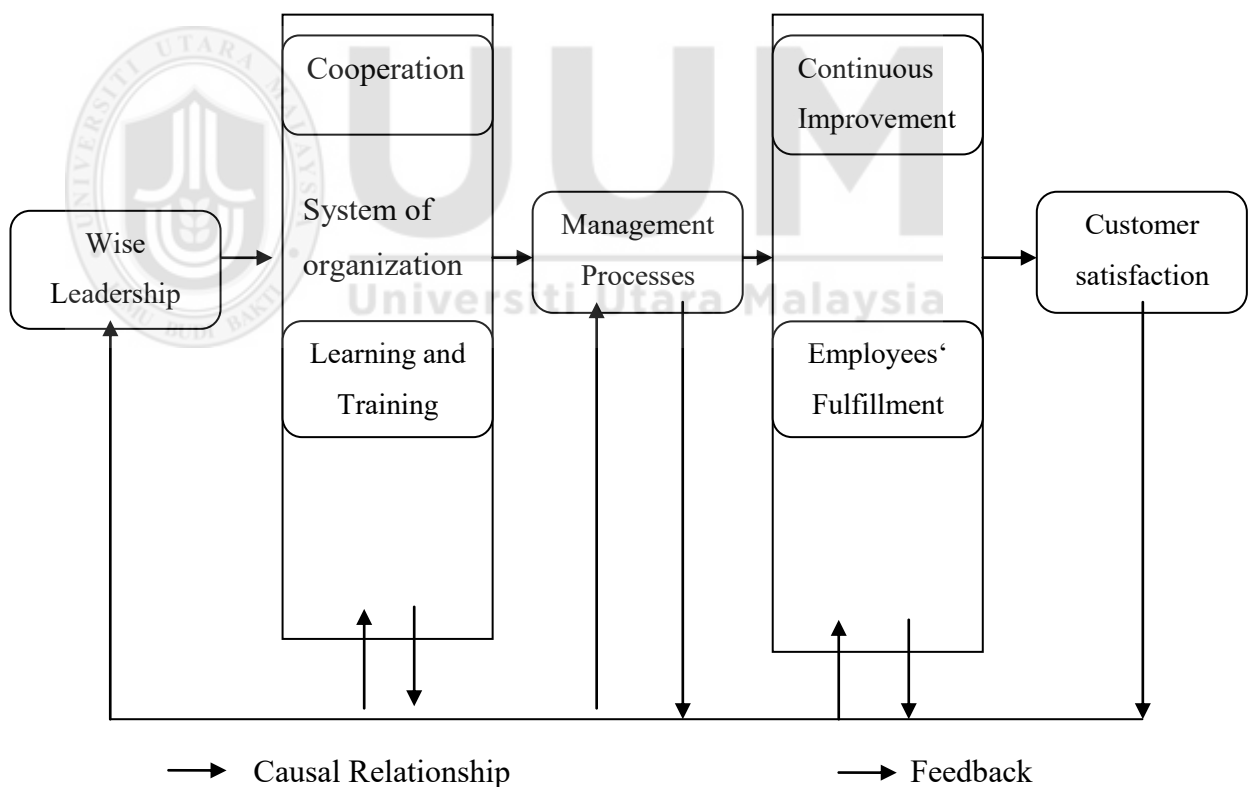 UNIVERSITI UTARA MALAYSIA
UUM
Universiti Utara Malaysia
BUDI BAKTI
Cooperation
Continuous
Improvement
Wise
Leadership
System of
organization
Management
Processes
Customer
satisfaction
Learning and
Training
Employees‘
Fulfillment
Causal Relationship
Feedback